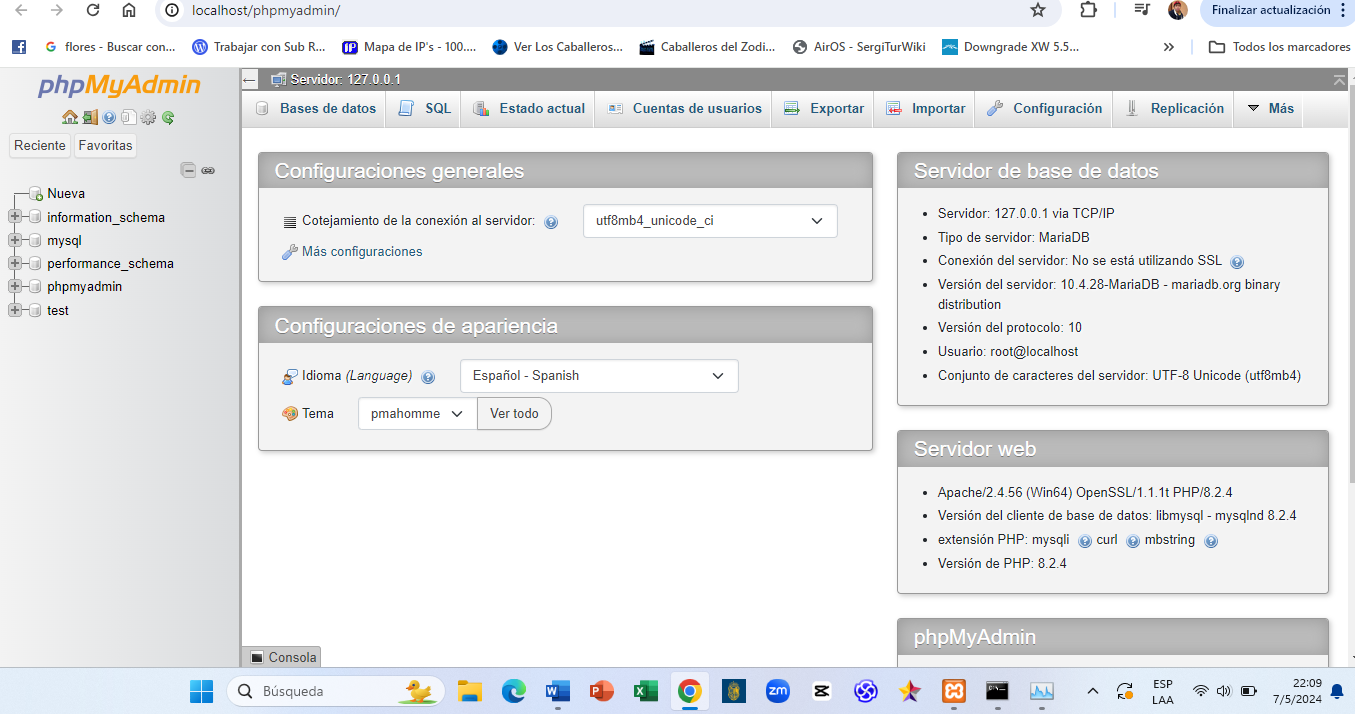 localhost/phpmyadmin/
Finalizar actualización
flores - Buscar con...
Trabajar con Sub R...
Mapa de IP's - 100....
Ver Los Caballeros...
Caballeros del Zodi...
AirOS - SergiTurWiki
Downgrade XW 5.5...
»
Todos los marcadores
phpMyAdmin
Reciente
Favoritas
Nueva
information_schema
mysql
performance_schema
phpmyadmin
test
Servidor: 127.0.0.1
Bases de datos
SQL
Estado actual
Cuentas de usuarios
Exportar
Importar
Configuración
Replicación
Más
Configuraciones generales
Cotejamiento de la conexión al servidor:
utf8mb4_unicode_ci
Más configuraciones
Configuraciones de apariencia
Idioma (Language)
Español - Spanish
Tema
pmahomme
Ver todo
Servidor de base de datos
Servidor: 127.0.0.1 via TCP/IP
Tipo de servidor: MariaDB
Conexión del servidor: No se está utilizando SSL
Versión del servidor: 10.4.28-MariaDB - mariadb.org binary
distribution
Versión del protocolo: 10
Usuario: root@localhost
Conjunto de caracteres del servidor: UTF-8 Unicode (utf8mb4)
Servidor web
Apache/2.4.56 (Win64) OpenSSL/1.1.1t PHP/8.2.4
Versión del cliente de base de datos: libmysql - mysqlnd 8.2.4
extensión PHP: mysqli curl mbstring
Versión de PHP: 8.2.4
phpMyAdmin
Consola
Búsqueda
zm
ESP
LAA
22:09
7/5/2024